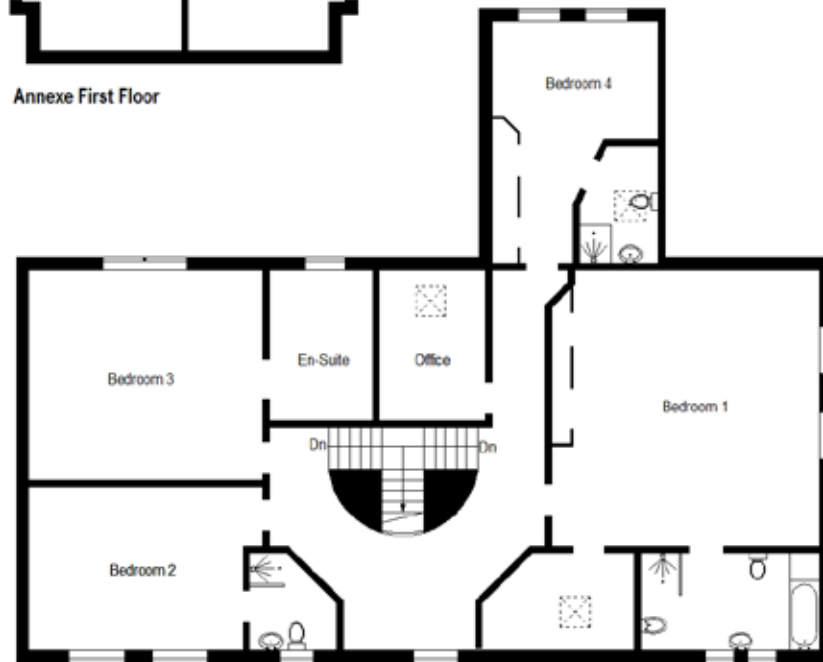 Annexe First Floor
Bedroom 4
Bedroom 3
En-Suite
Office
Bedroom 1
Dn
Dn
Bedroom 2